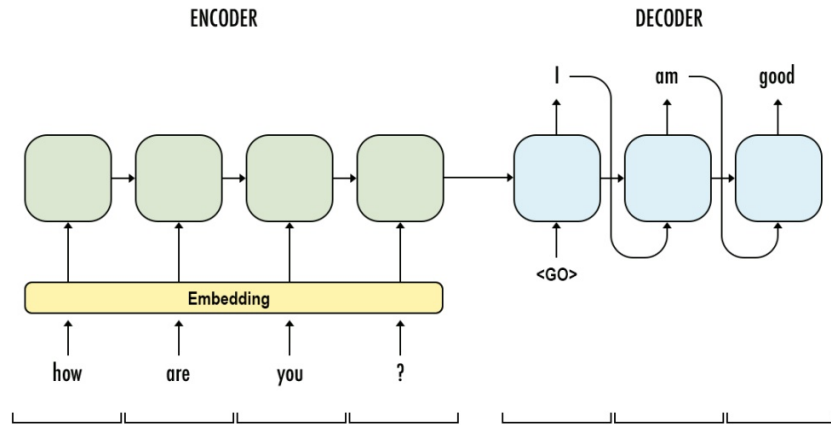 ENCODER DECODER
I am good
<GO>
Embedding
how are you ?